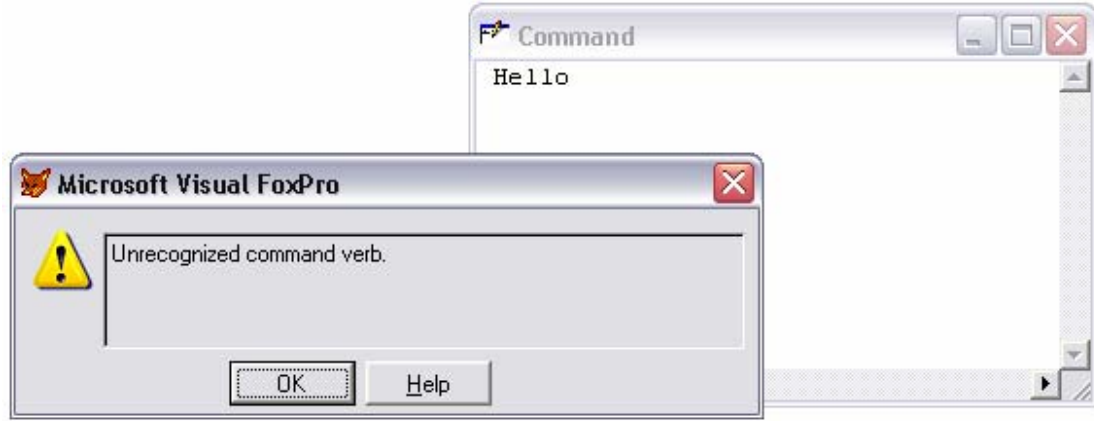 Command
Hello
Microsoft Visual FoxPro
Unrecognized command verb.
OK
Help